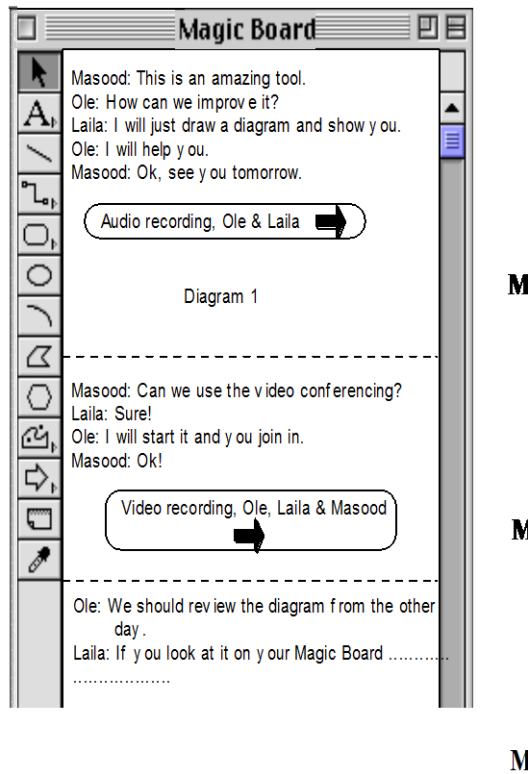 Magic Board
Masood: This is an amazing tool.
Ole: How can we improve it?
Laila: I will just draw a diagram and show you.
Ole: I will help you.
Masood: Ok, see you tomorrow.
Audio recording, Ole & Laila
Diagram 1
Masood: Can we use the video conferencing?
Laila: Sure!
Ole: I will start it and you join in.
Masood: Ok!
Video recording, Ole, Laila & Masood
Ole: We should review the diagram from the other
day.
Laila: If you look at it on your Magic Board ............
...................
A
M
M
M